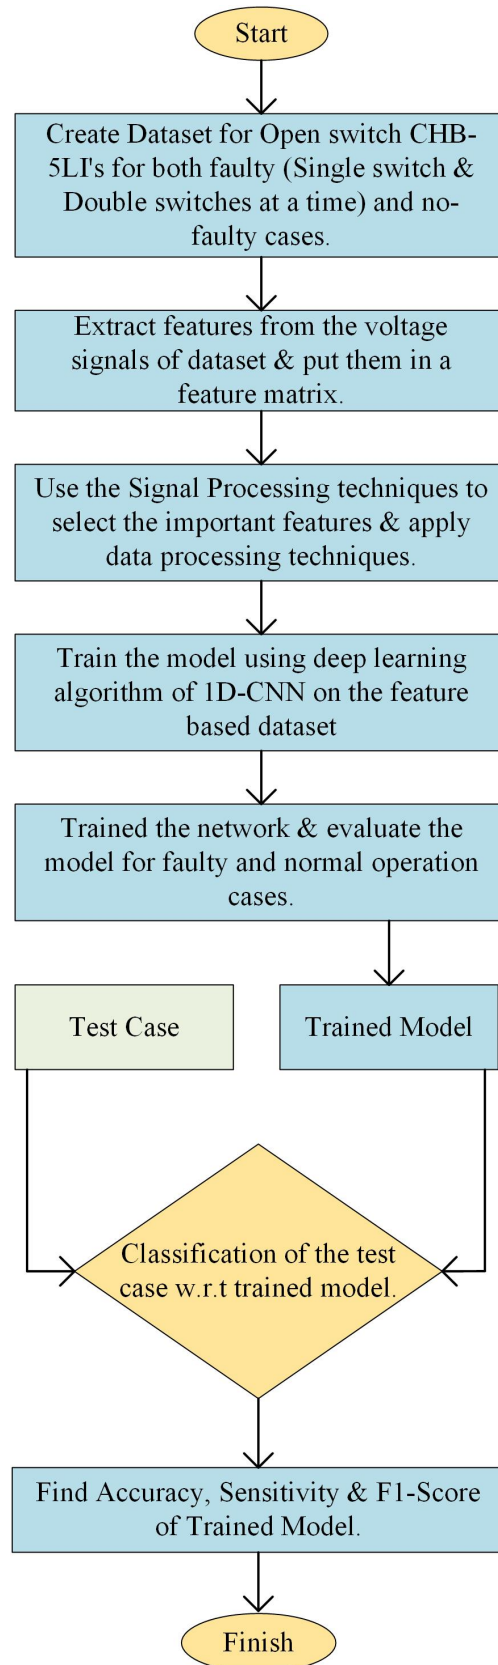 Start
Create Dataset for Open switch CHB-
5LI's for both faulty (Single switch &
Double switches at a time) and no-
faulty cases.
Extract features from the voltage
signals of dataset & put them in a
feature matrix.
Use the Signal Processing techniques to
select the important features & apply
data processing techniques.
Train the model using deep learning
algorithm of 1D-CNN on the feature
based dataset
Trained the network & evaluate the
model for faulty and normal operation
cases.
Test Case
Trained Model
Classification of the test
case w.r.t trained model.
Find Accuracy, Sensitivity & F1-Score
of Trained Model.
Finish